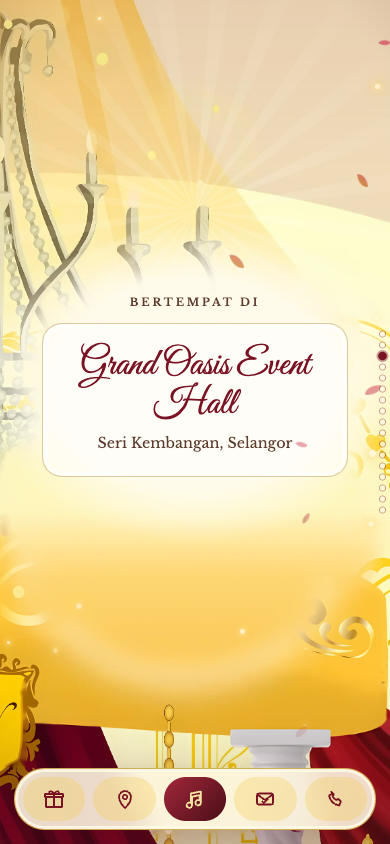 BERTEMPAT DI
Grand Oasis Event
Hall
Seri Kembangan, Selangor